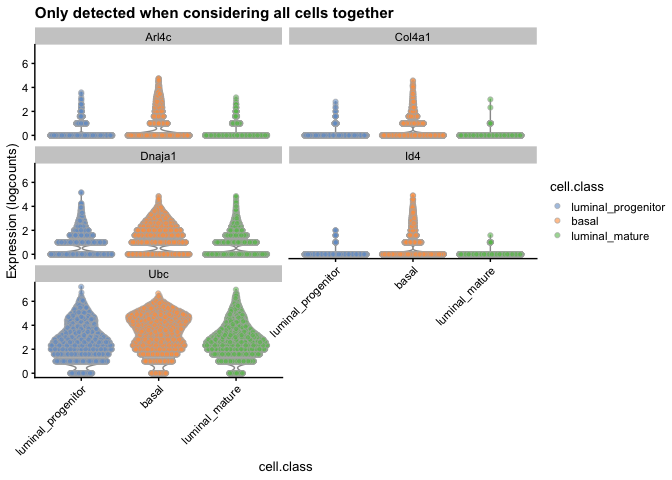 Only detected when considering all cells together
Arl4c
Col4a1
6
4
2
0
Dnaja1
Id4
6
4
2
0
Expression (logcounts)
Ubc
6
4
2
0
luminal_progenitor
basal
luminal_mature
luminal_progenitor
basal
luminal_mature
cell.class
cell.class
luminal_progenitor
basal
luminal_mature